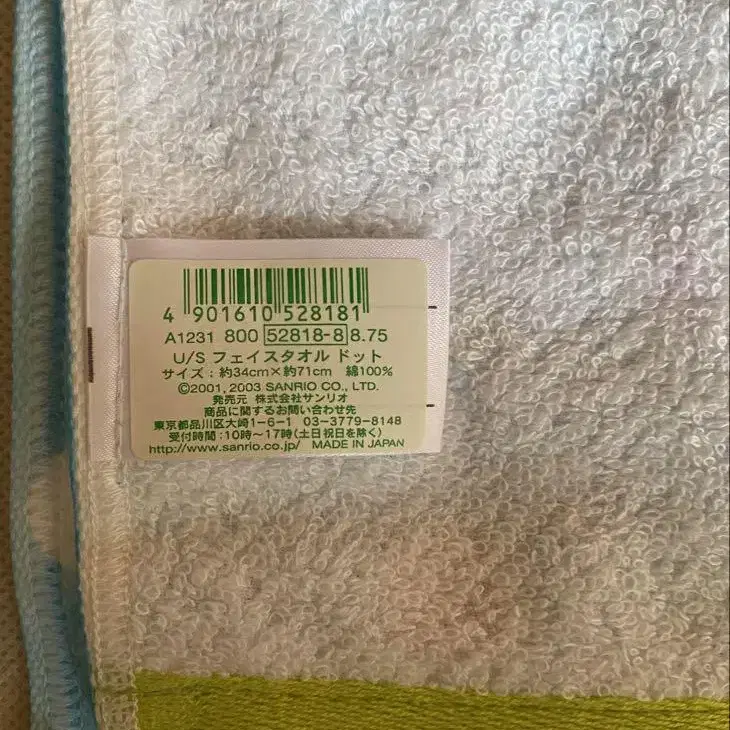 4 901610 528181
A1231 800 52818-8 8.75
U/S フェイスタオル ドット
サイズ：約34cm×約71cm 綿100%
©2001, 2003 SANRIO CO., LTD.
発売元 株式会社サンリオ
商品に関するお問い合わせ先
東京都品川区大崎1-6-1 03-3779-8148
受付時間：10時～17時(土日祝日を除く)
http://www.sanrio.co.jp/ MADE IN JAPAN